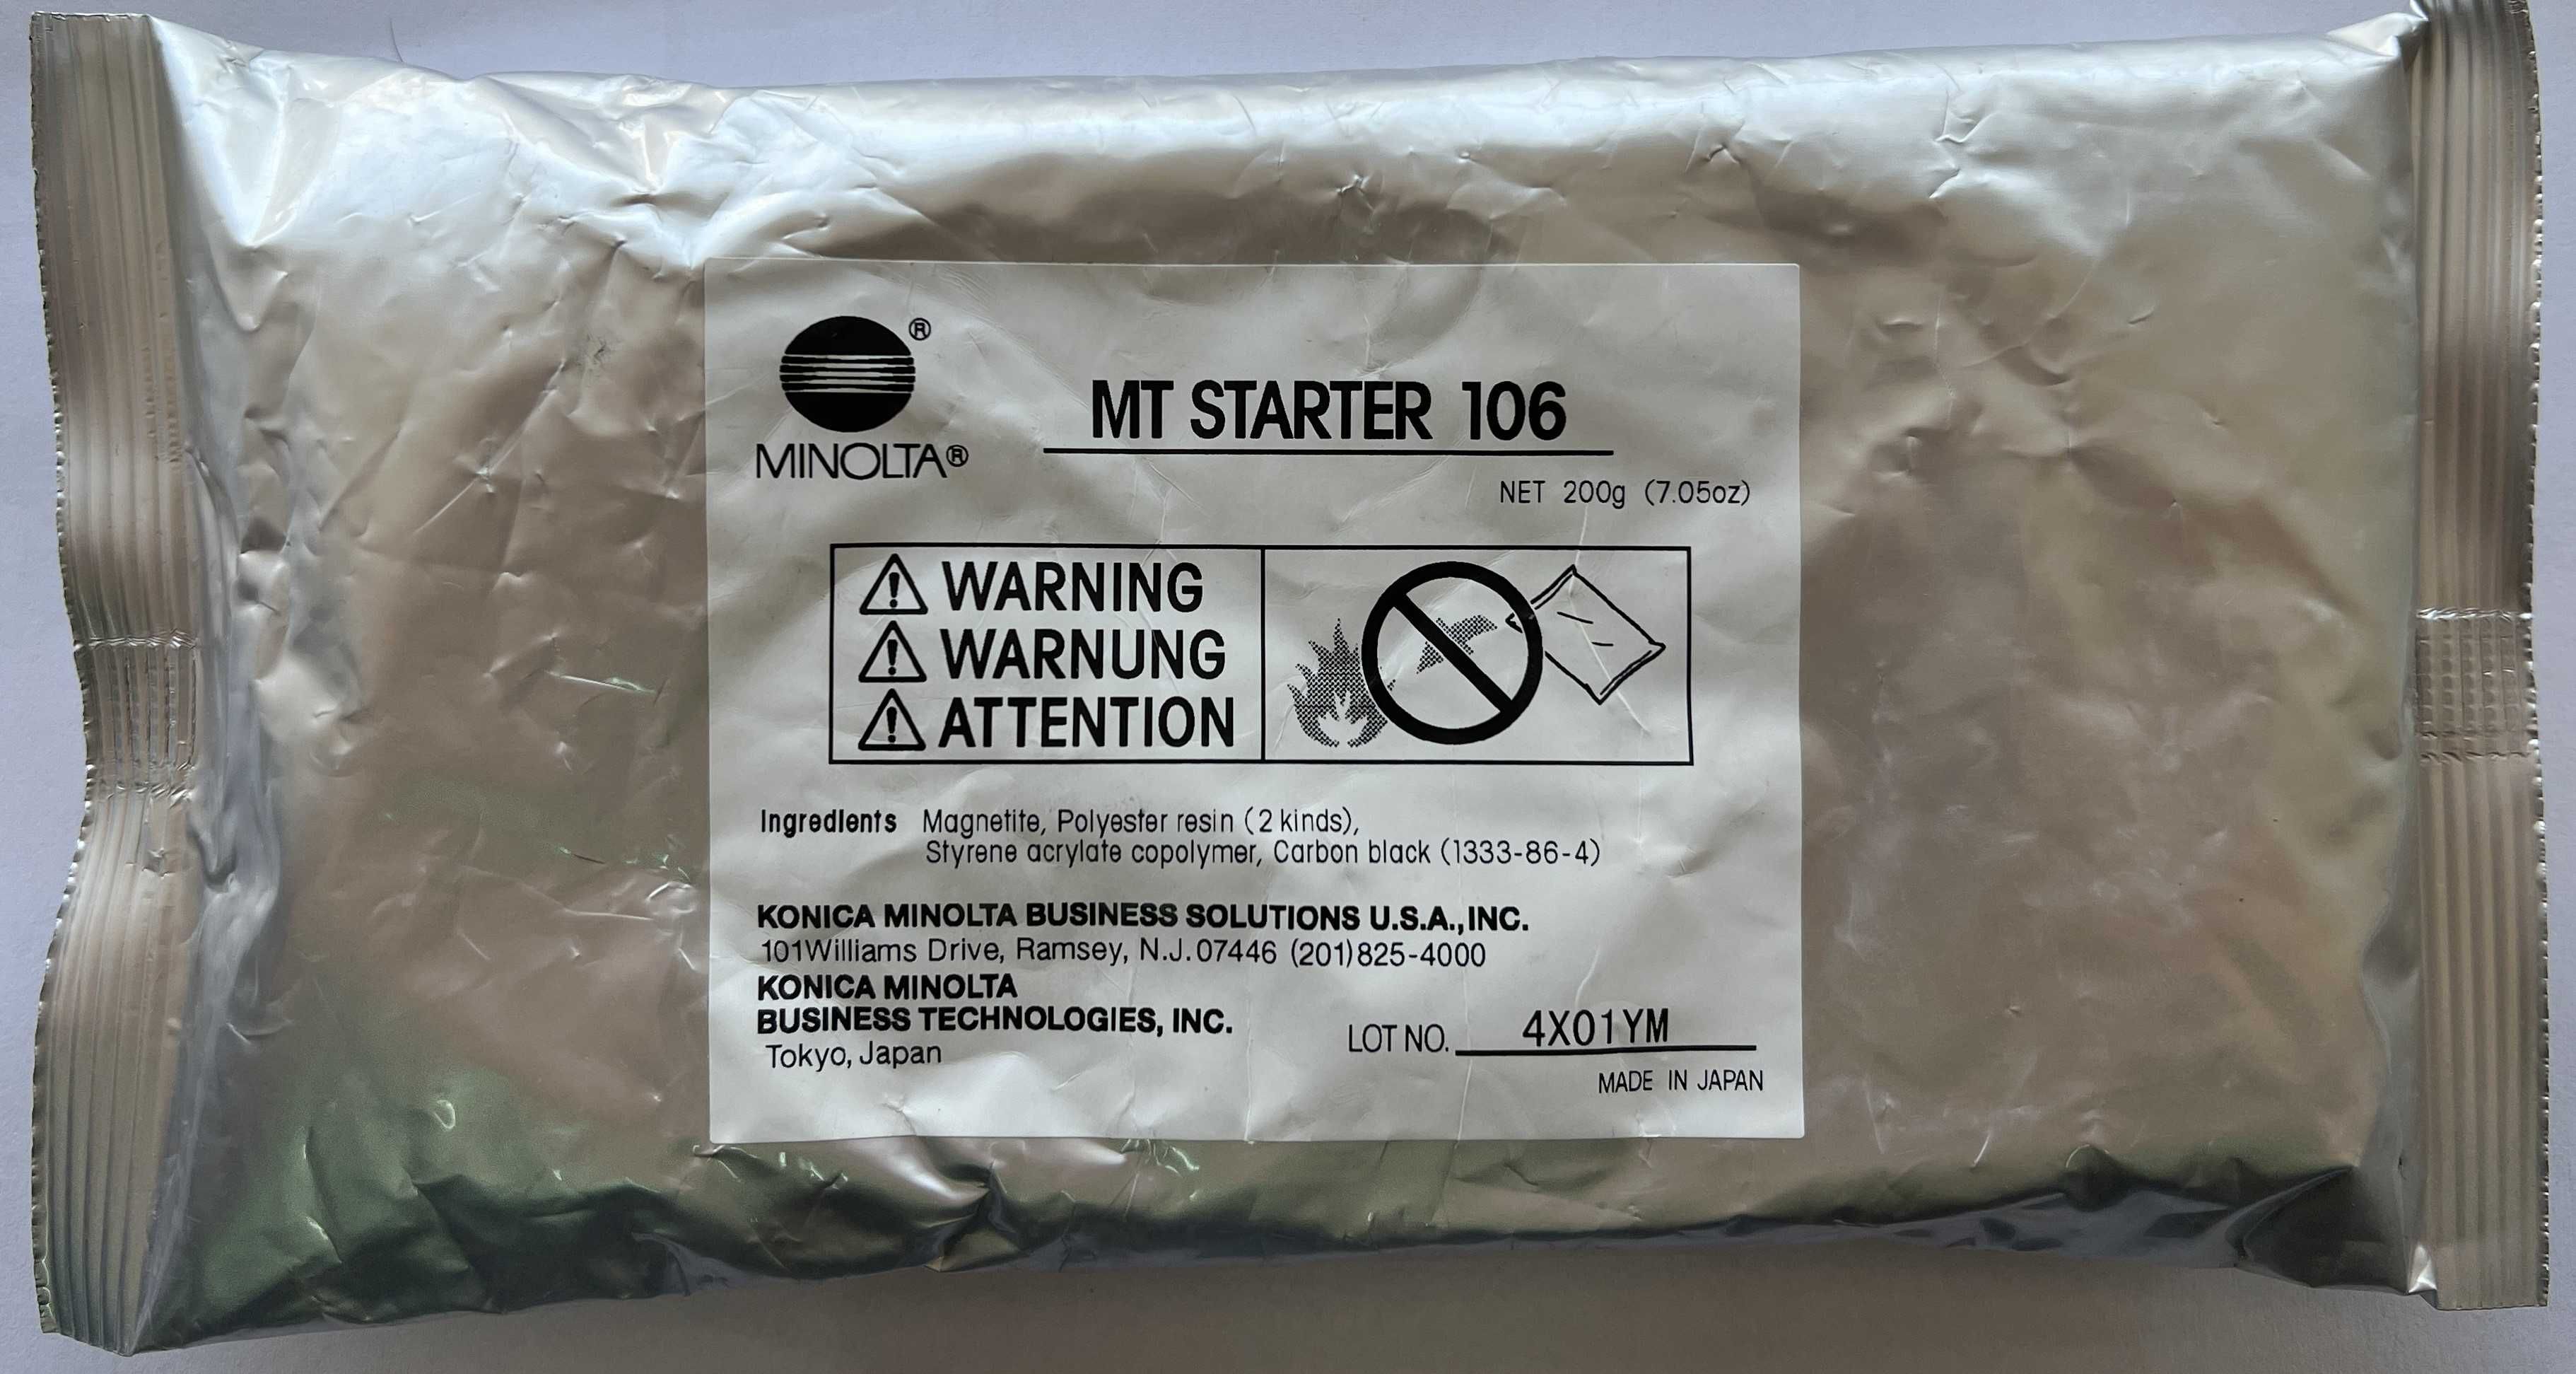 ®
MINOLTA®
MT STARTER 106
NET 200g (7.05oz)
WARNING
WARNUNG
ATTENTION
Ingredients Magnetite, Polyester resin (2 kinds),
Styrene acrylate copolymer, Carbon black (1333-86-4)
KONICA MINOLTA BUSINESS SOLUTIONS U.S.A.,INC.
101Williams Drive, Ramsey, N.J.07446 (201)825-4000
KONICA MINOLTA
BUSINESS TECHNOLOGIES, INC.
Tokyo, Japan
LOT NO. 4X01YM
MADE IN JAPAN